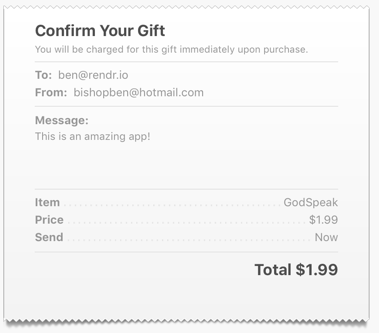 Confirm Your Gift
You will be charged for this gift immediately upon purchase.
To: ben@rendr.io
From: bishopben@hotmail.com
Message:
This is an amazing app!
Item GodSpeak
Price $1.99
Send Now
Total $1.99